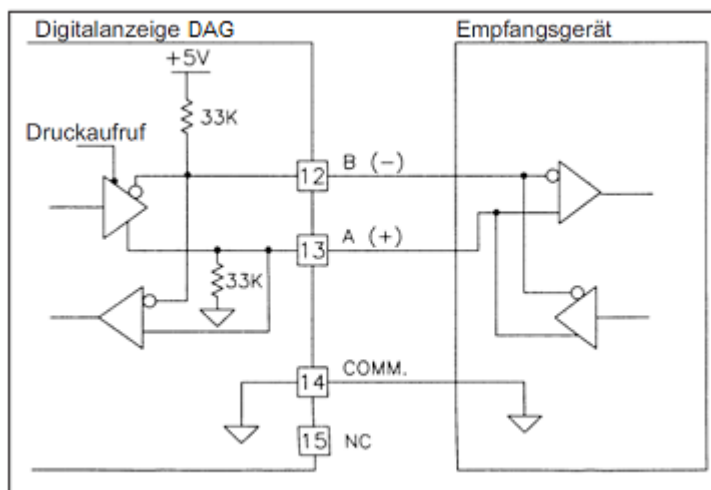 Digitalanzeige DAG
Empfangsgerät
+5V
33K
Druckaufruf
12
B (-)
13
A (+)
33K
14
COMM.
15
NC